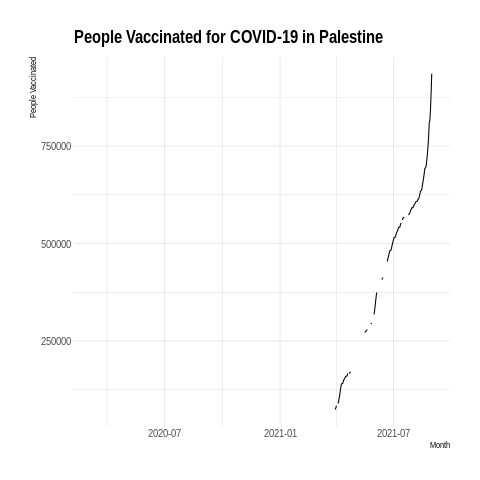 People Vaccinated for COVID-19 in Palestine
People Vaccinated
750000
500000
250000
2020-07 2021-01 2021-07
Month